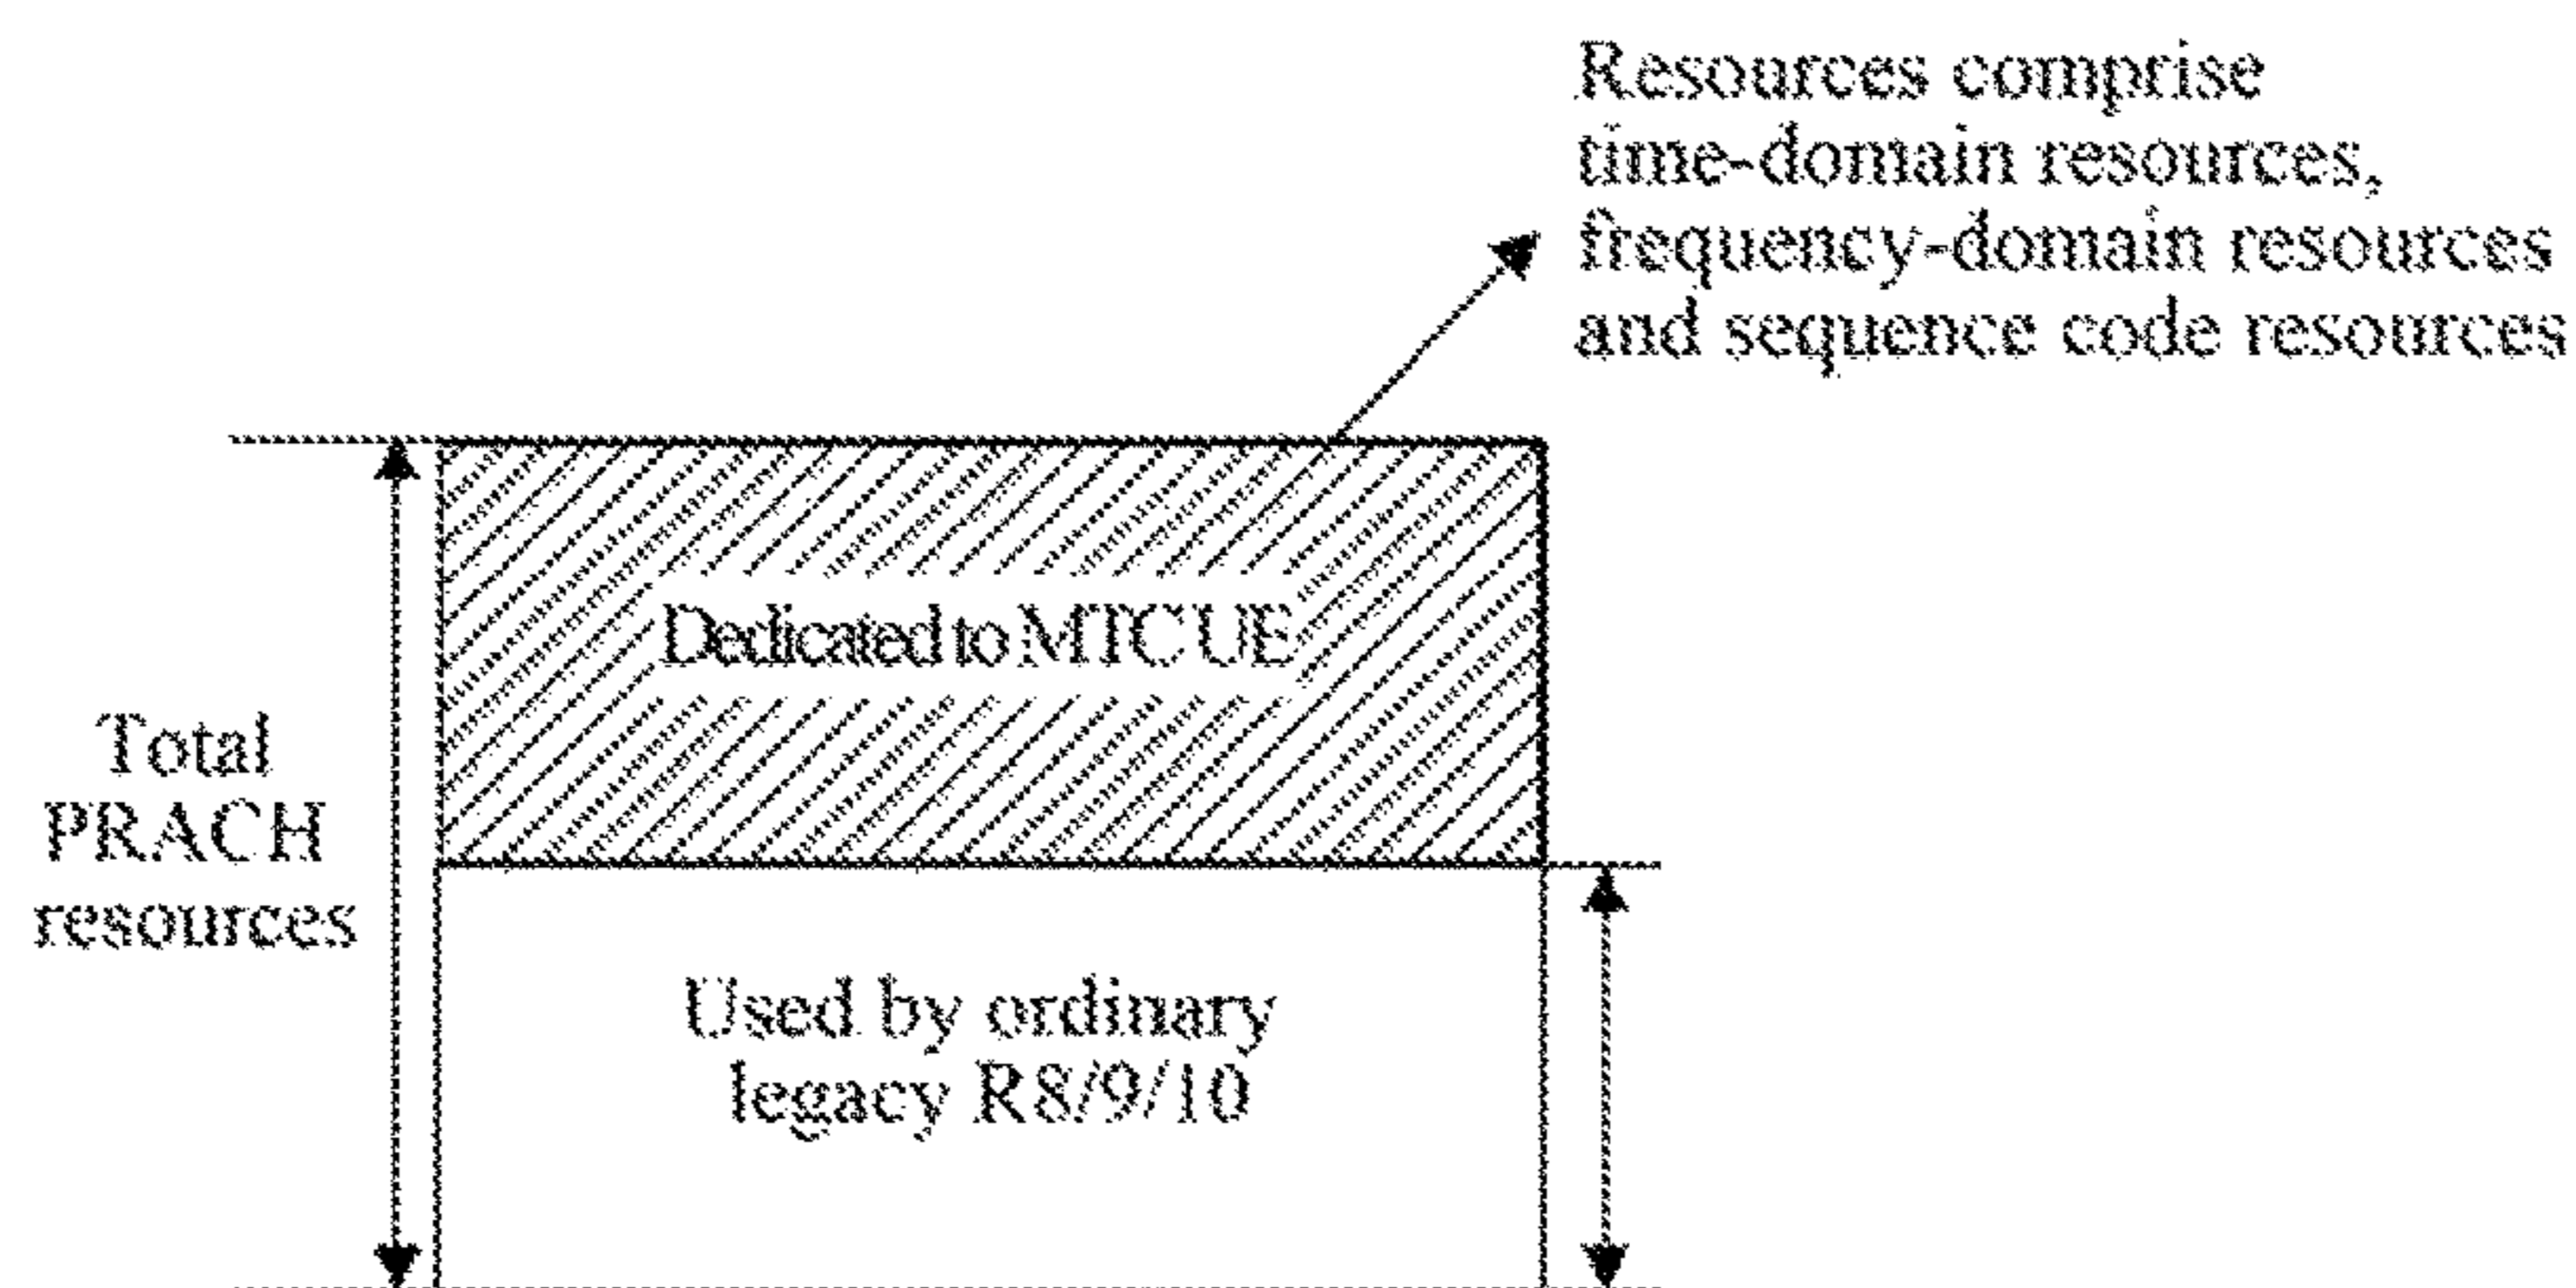 Resources comprise
time-domain resources,
frequency-domain resources
and sequence code resources
Dedicated to MTC UE
Total
PRACH
resources
Used by ordinary
legacy R8/9/10